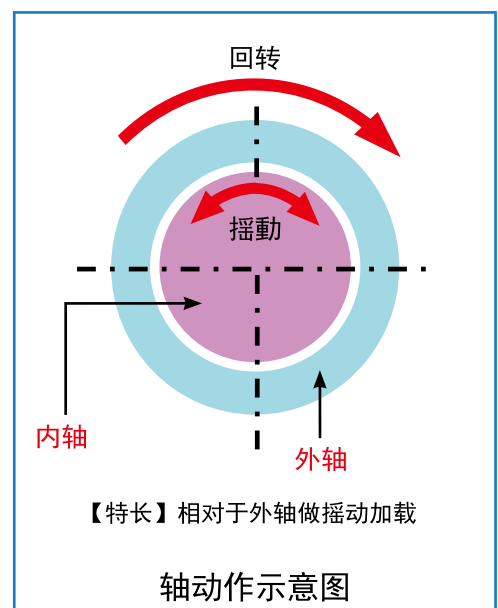 回转
揺動
内轴
外轴
【特长】相对于外轴做摇动加载
轴动作示意图